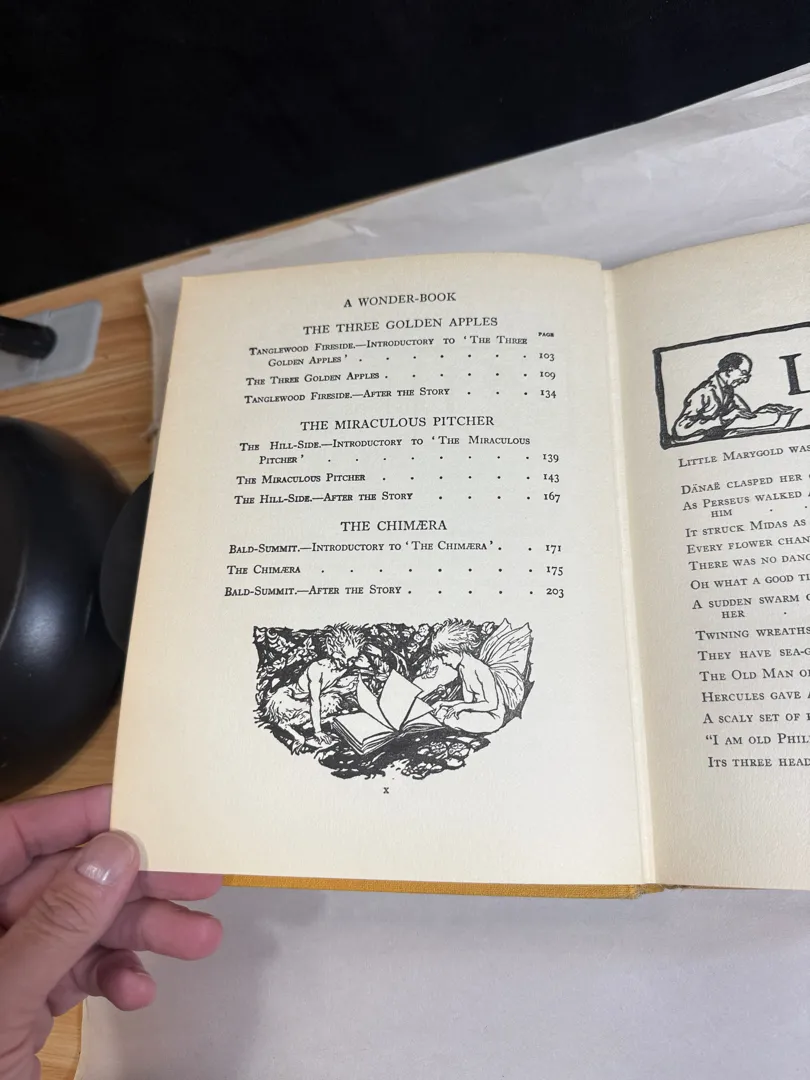 A WONDER-BOOK
THE THREE GOLDEN APPLES
PAGE
TANGLEWOOD FIRESIDE.—INTRODUCTORY TO ‘THE THREE
GOLDEN APPLES’ . . . . . . . 103
THE THREE GOLDEN APPLES . . . . . . 109
TANGLEWOOD FIRESIDE.—AFTER THE STORY . . . 134
THE MIRACULOUS PITCHER
THE HILL-SIDE.—INTRODUCTORY TO ‘THE MIRACULOUS
PITCHER’ . . . . . . . . 139
THE MIRACULOUS PITCHER . . . . . . 143
THE HILL-SIDE.—AFTER THE STORY . . . . 167
THE CHIMÆRA
BALD-SUMMIT.—INTRODUCTORY TO ‘THE CHIMÆRA’ . . 171
THE CHIMÆRA . . . . . . . . 175
BALD-SUMMIT.—AFTER THE STORY . . . . . 203
x
L
LITTLE MARYGOLD WAS
DÄNAË CLASPED HER
AS PERSEUS WALKED
HIM . .
IT STRUCK MIDAS AS
EVERY FLOWER
THERE WAS NO
OH WHAT A GOOD
A SUDDEN SWARM
HER .
TWINING WREATHS
THEY HAVE
THE OLD MAN
HERCULES GAVE
A SCALY SET OF
“I AM OLD
ITS THREE